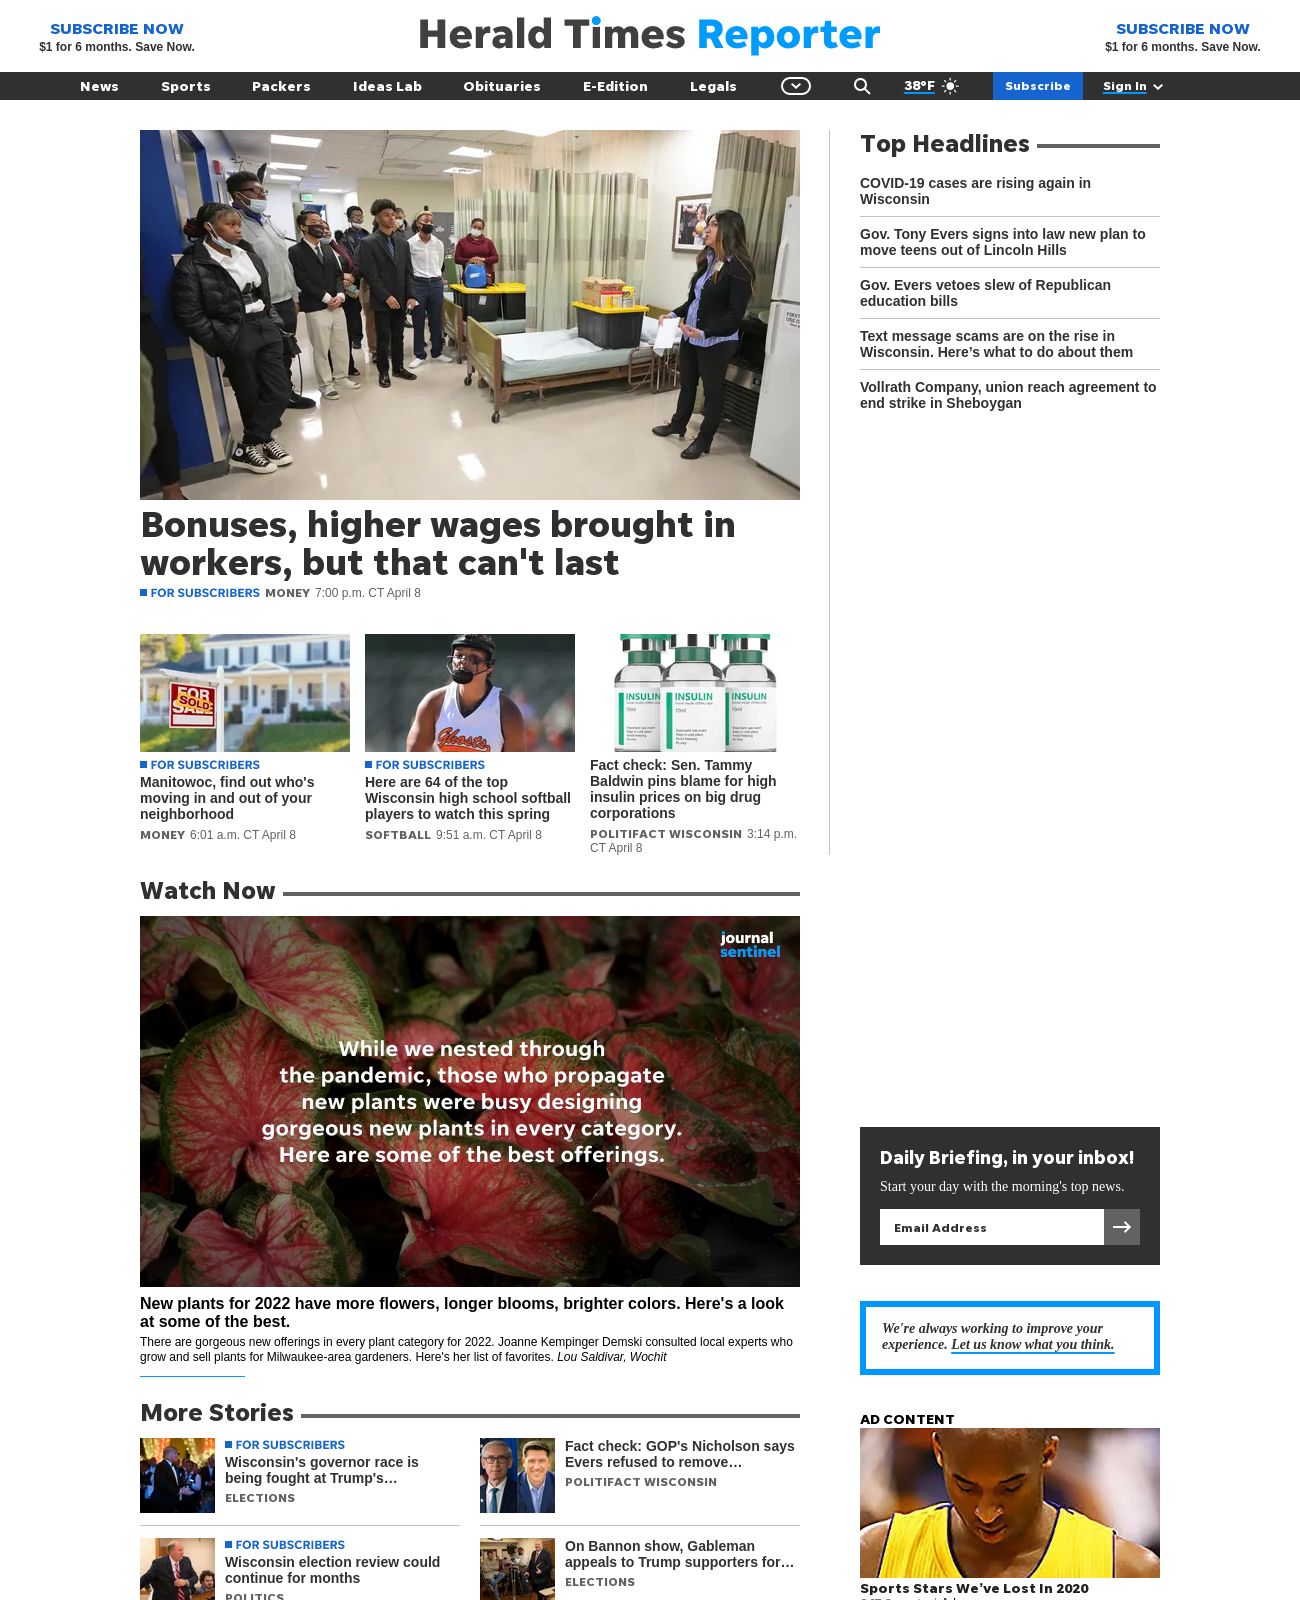 SUBSCRIBE NOW
$1 for 6 months. Save Now.
Herald Times Reporter
SUBSCRIBE NOW
$1 for 6 months. Save Now.
News Sports Packers Ideas Lab Obituaries E-Edition Legals 38°F Subscribe Sign In
Bonuses, higher wages brought in
workers, but that can't last
FOR SUBSCRIBERS MONEY 7:00 p.m. CT April 8
FOR SALE
SOLD
FOR SUBSCRIBERS
Manitowoc, find out who's
moving in and out of your
neighborhood
MONEY 6:01 a.m. CT April 8
Ghosts
FOR SUBSCRIBERS
Here are 64 of the top
Wisconsin high school softball
players to watch this spring
SOFTBALL 9:51 a.m. CT April 8
INSULIN INSULIN INSULIN
10ml 10ml 10ml
Fact check: Sen. Tammy
Baldwin pins blame for high
insulin prices on big drug
corporations
POLITIFACT WISCONSIN 3:14 p.m.
CT April 8
Top Headlines
COVID-19 cases are rising again in
Wisconsin
Gov. Tony Evers signs into law new plan to
move teens out of Lincoln Hills
Gov. Evers vetoes slew of Republican
education bills
Text message scams are on the rise in
Wisconsin. Here's what to do about them
Vollrath Company, union reach agreement to
end strike in Sheboygan
Watch Now
journal
sentinel
While we nested through
the pandemic, those who propagate
new plants were busy designing
gorgeous new plants in every category.
Here are some of the best offerings.
New plants for 2022 have more flowers, longer blooms, brighter colors. Here's a look
at some of the best.
There are gorgeous new offerings in every plant category for 2022. Joanne Kempinger Demski consulted local experts who
grow and sell plants for Milwaukee-area gardeners. Here's her list of favorites. Lou Saldivar, Wochit
Daily Briefing, in your inbox!
Start your day with the morning's top news.
Email Address
We're always working to improve your
experience. Let us know what you think.
More Stories
FOR SUBSCRIBERS
Wisconsin's governor race is
being fought at Trump's…
ELECTIONS
Fact check: GOP's Nicholson says
Evers refused to remove…
POLITIFACT WISCONSIN
FOR SUBSCRIBERS
Wisconsin election review could
continue for months
POLITICS
On Bannon show, Gableman
appeals to Trump supporters for…
ELECTIONS
AD CONTENT
Sports Stars We've Lost In 2020